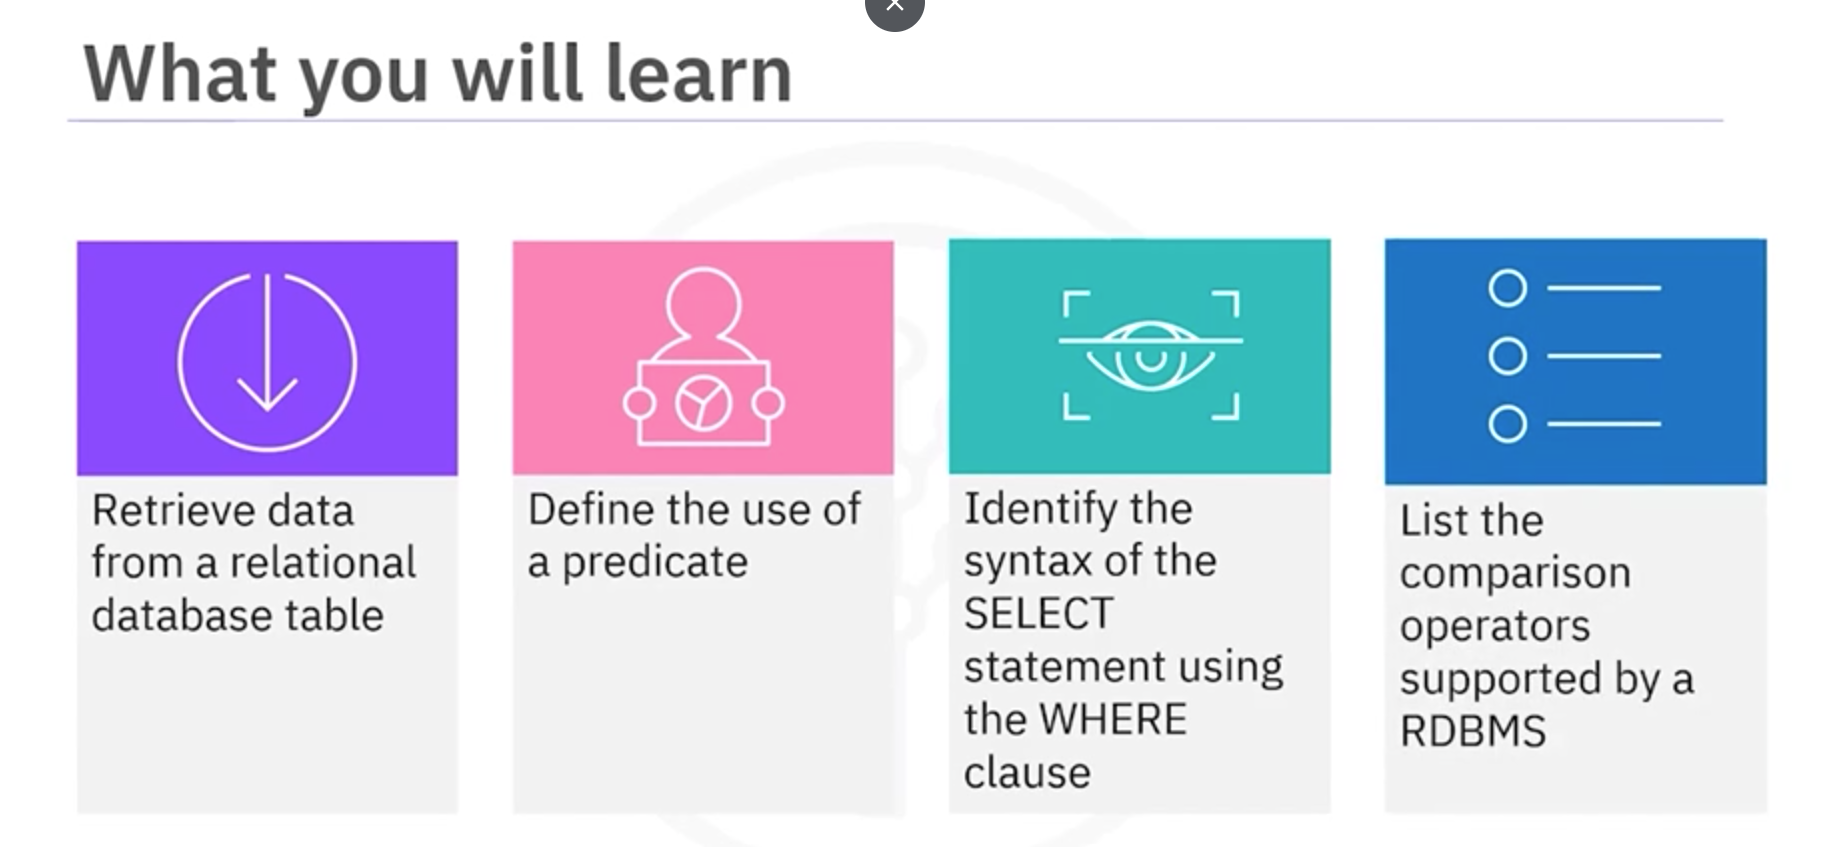 What you will learn
Retrieve data
from a relational
database table
Define the use of
a predicate
Identify the
syntax of the
SELECT
statement using
the WHERE
clause
List the
comparison
operators
supported by a
RDBMS